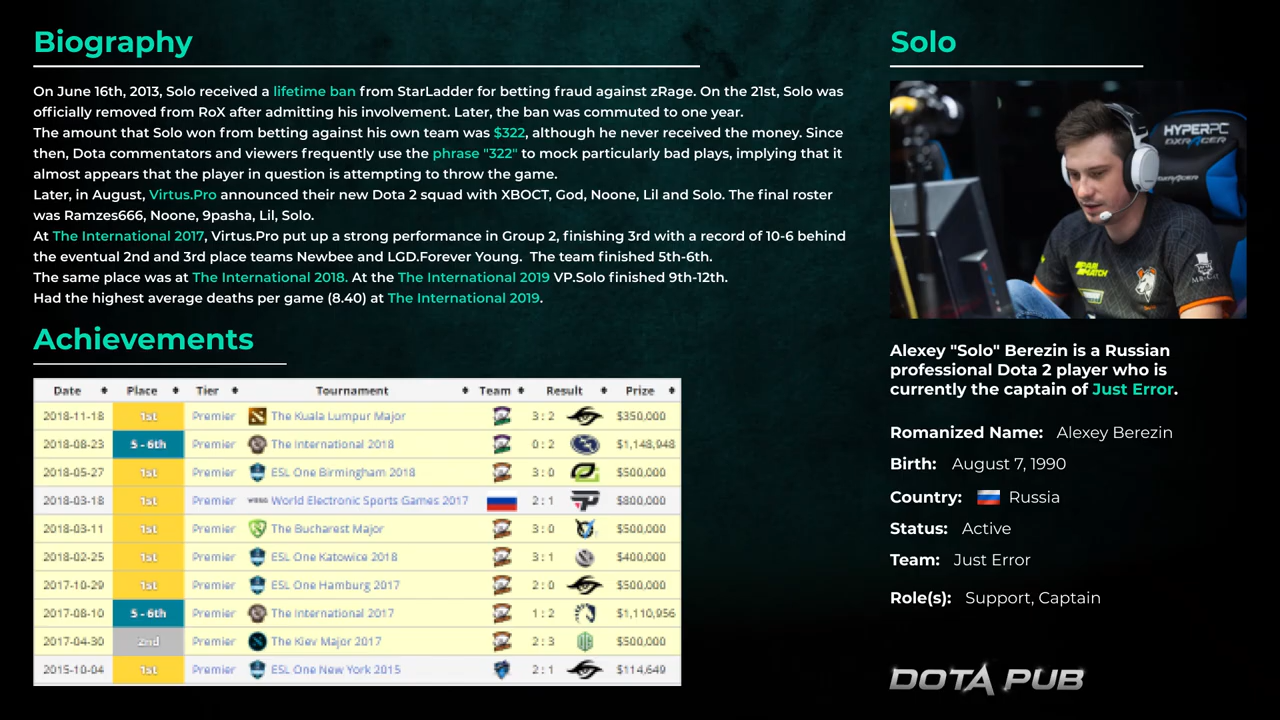 Biography
On June 16th, 2013, Solo received a lifetime ban from StarLadder for betting fraud against zRage. On the 21st, Solo was
officially removed from RoX after admitting his involvement. Later, the ban was commuted to one year.
The amount that Solo won from betting against his own team was $322, although he never received the money. Since
then, Dota commentators and viewers frequently use the phrase "322" to mock particularly bad plays, implying that it
almost appears that the player in question is attempting to throw the game.
Later, in August, Virtus.Pro announced their new Dota 2 squad with XBOCT, God, Noone, Lil and Solo. The final roster
was Ramzes666, Noone, 9pasha, Lil, Solo.
At The International 2017, Virtus.Pro put up a strong performance in Group 2, finishing 3rd with a record of 10-6 behind
the eventual 2nd and 3rd place teams Newbee and LGD.Forever Young.  The team finished 5th-6th.
The same place was at The International 2018. At the The International 2019 VP.Solo finished 9th-12th.
Had the highest average deaths per game (8.40) at The International 2019.
Achievements
Date Place Tier Tournament Team Result Prize
2018-11-18 1st Premier The Kuala Lumpur Major 3 : 2 $350,000
2018-08-23 5 - 6th Premier The International 2018 0 : 2 $1,148,948
2018-05-27 1st Premier ESL One Birmingham 2018 3 : 0 $500,000
2018-03-18 1st Premier World Electronic Sports Games 2017 2 : 1 $800,000
2018-03-11 1st Premier The Bucharest Major 3 : 0 $500,000
2018-02-25 1st Premier ESL One Katowice 2018 3 : 1 $400,000
2017-10-29 1st Premier ESL One Hamburg 2017 2 : 0 $500,000
2017-08-10 5 - 6th Premier The International 2017 1 : 2 $1,110,956
2017-04-30 2nd Premier The Kiev Major 2017 2 : 3 $500,000
2015-10-04 1st Premier ESL One New York 2015 2 : 1 $114,649
Solo
HYPERPC
DXRACER
PARI
MATCH
MR.CAT
Alexey "Solo" Berezin is a Russian
professional Dota 2 player who is
currently the captain of Just Error.
Romanized Name: Alexey Berezin
Birth: August 7, 1990
Country: Russia
Status: Active
Team: Just Error
Role(s): Support, Captain
DOTA PUB